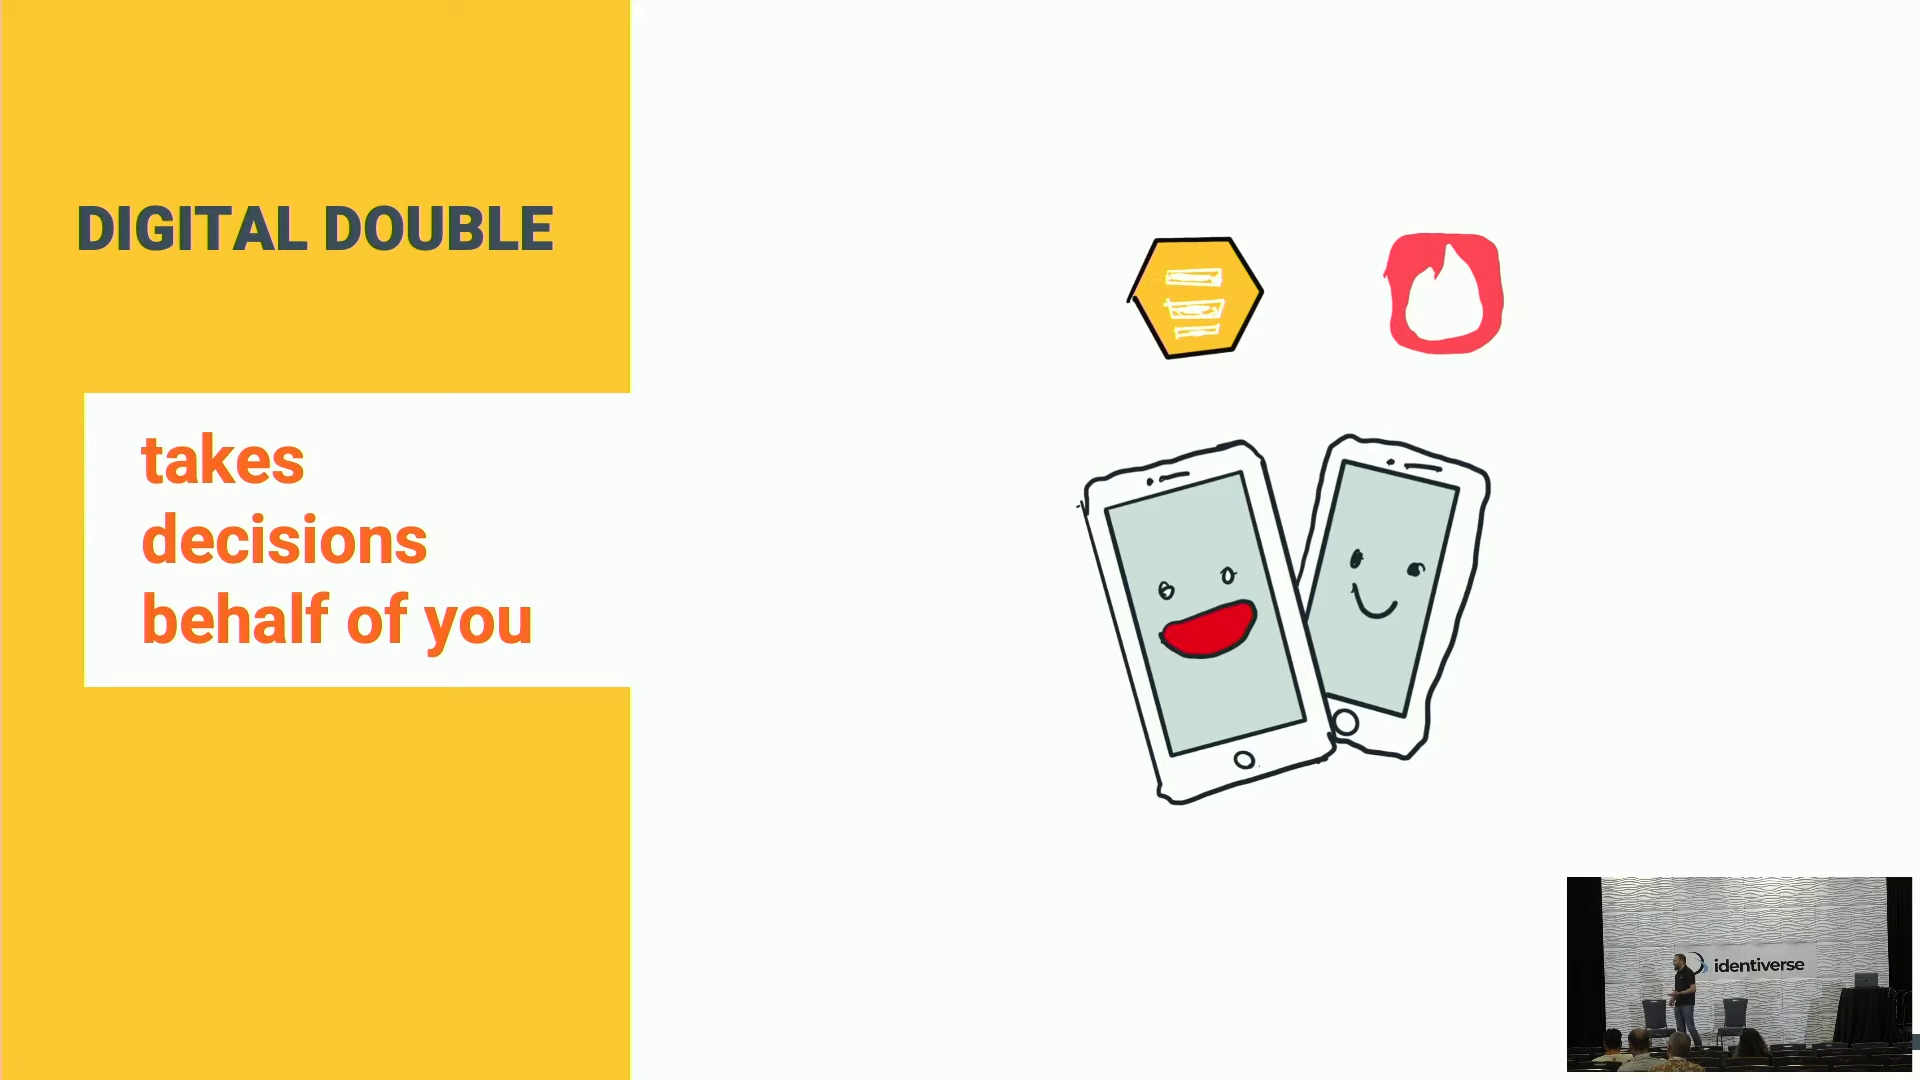 DIGITAL DOUBLE
takes
decisions
behalf of you
identiverse